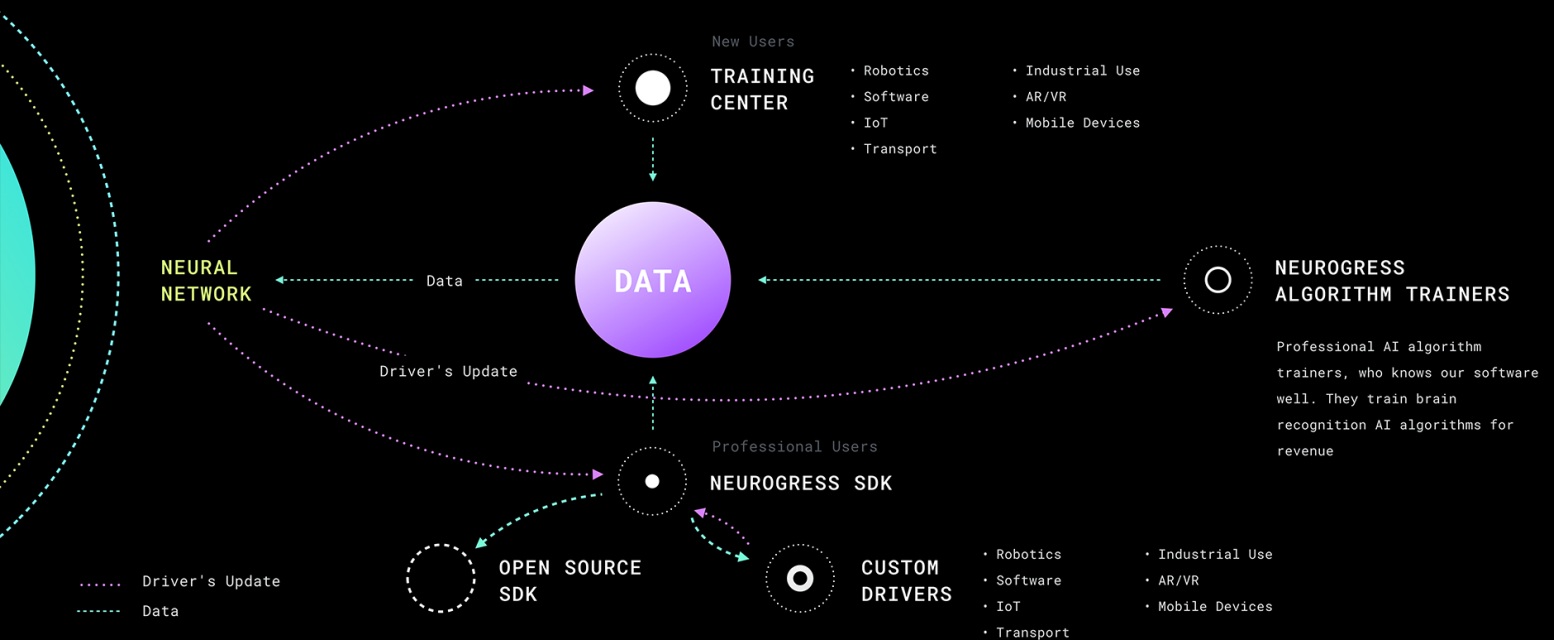 New Users
TRAINING
CENTER
• Robotics
• Software
• IoT
• Transport
• Industrial Use
• AR/VR
• Mobile Devices
NEURAL
NETWORK
Data
DATA
NEUROGRESS
ALGORITHM TRAINERS
Professional AI algorithm
trainers, who knows our software
well. They train brain
recognition AI algorithms for
revenue
Driver's Update
Professional Users
NEUROGRESS SDK
OPEN SOURCE
SDK
CUSTOM
DRIVERS
• Robotics
• Software
• IoT
• Transport
• Industrial Use
• AR/VR
• Mobile Devices
Driver's Update
Data